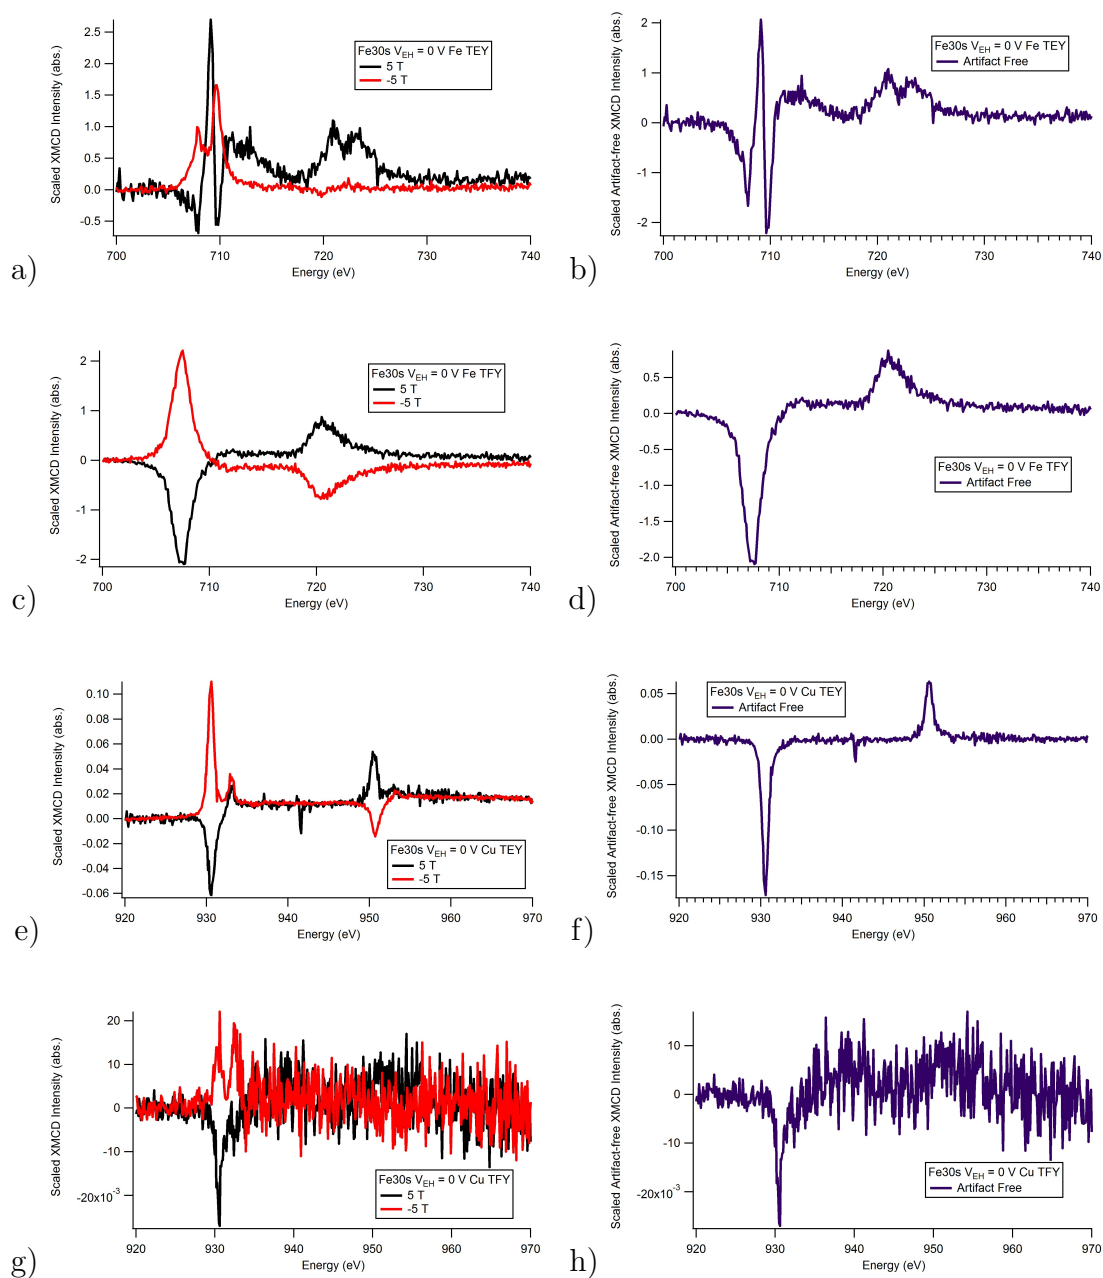 Scaled XMCD Intensity (abs.)
2.5
2.0
1.5
1.0
0.5
0.0
-0.5
Fe30s VEH = 0 V Fe TEY
5 T
-5 T
700 710 720 730 740
Energy (eV)
a)
Scaled Artifact-free XMCD Intensity (abs.)
2
1
0
-1
-2
Fe30s VEH = 0 V Fe TEY
Artifact Free
700 710 720 730 740
Energy (eV)
b)
Scaled XMCD Intensity (abs.)
2
1
0
-1
-2
Fe30s VEH = 0 V Fe TFY
5 T
-5 T
700 710 720 730 740
Energy (eV)
c)
Scaled Artifact-free XMCD Intensity (abs.)
0.5
0.0
-0.5
-1.0
-1.5
-2.0
Fe30s VEH = 0 V Fe TFY
Artifact Free
700 710 720 730 740
Energy (eV)
d)
Scaled XMCD Intensity (abs.)
0.10
0.08
0.06
0.04
0.02
0.00
-0.02
-0.04
-0.06
Fe30s VEH = 0 V Cu TEY
5 T
-5 T
920 930 940 950 960 970
Energy (eV)
e)
Scaled Artifact-free XMCD Intensity (abs.)
0.05
0.00
-0.05
-0.10
-0.15
Fe30s VEH = 0 V Cu TEY
Artifact Free
920 930 940 950 960 970
Energy (eV)
f)
Scaled XMCD Intensity (abs.)
20
10
0
-10
-20x10⁻³
Fe30s VEH = 0 V Cu TFY
5 T
-5 T
920 930 940 950 960 970
Energy (eV)
g)
Scaled Artifact-free XMCD Intensity (abs.)
10
0
-10
-20x10⁻³
Fe30s VEH = 0 V Cu TFY
Artifact Free
920 930 940 950 960 970
Energy (eV)
h)